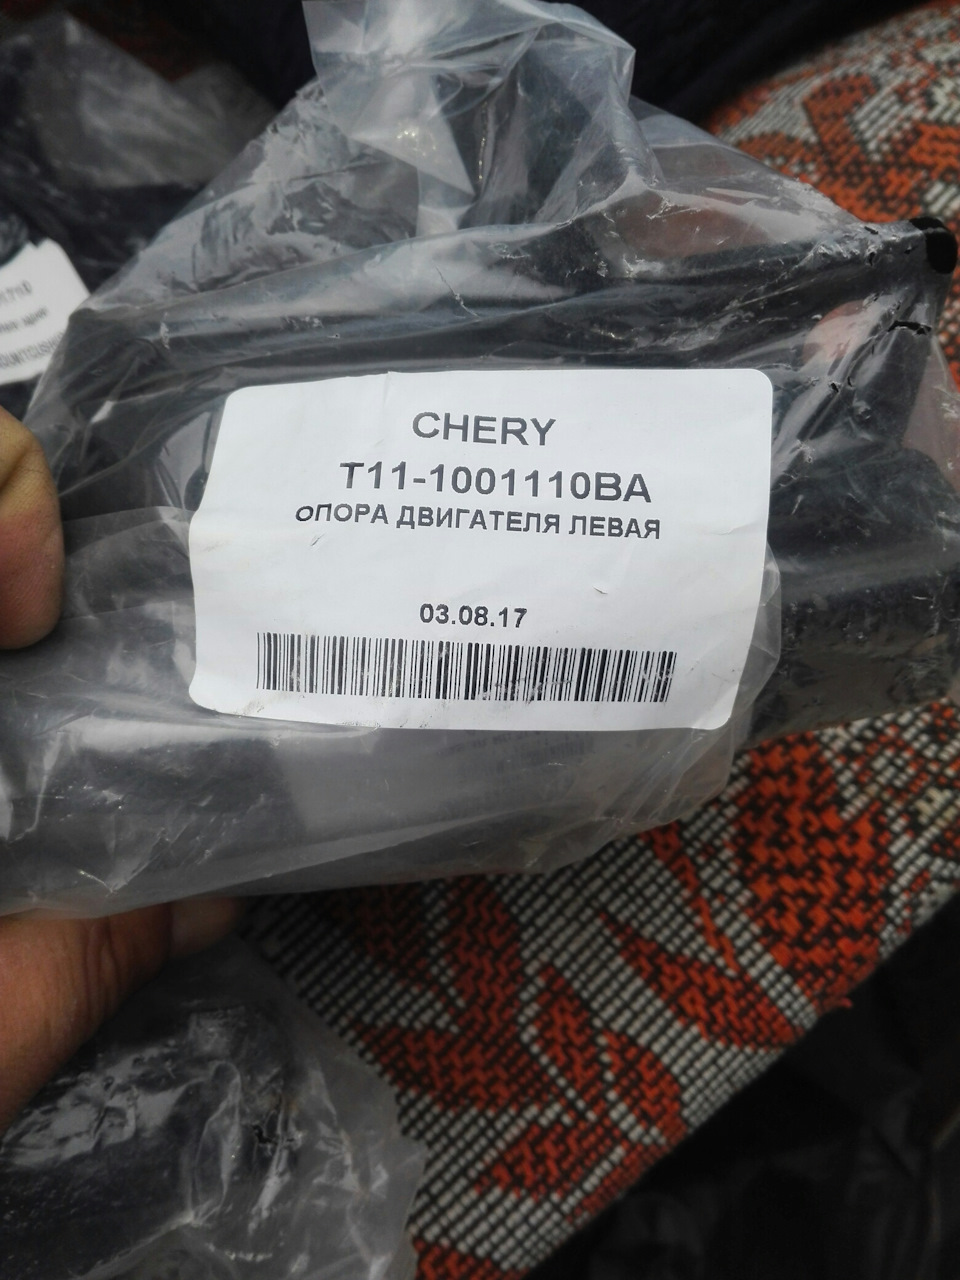 CHERY
T11-1001110BA
ОПОРА ДВИГАТЕЛЯ ЛЕВАЯ
03.08.17